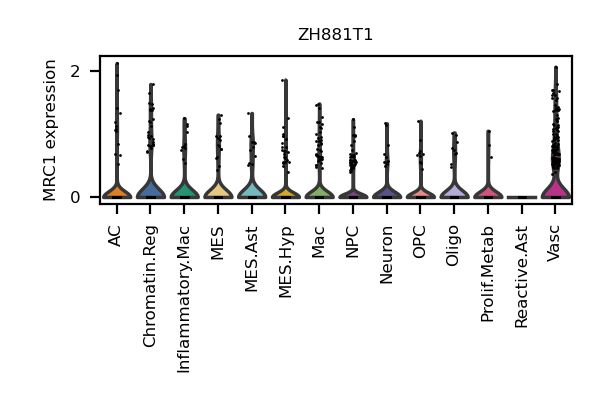 ZH881T1
MRC1 expression
2
0
AC
Chromatin.Reg
Inflammatory.Mac
MES
MES.Ast
MES.Hyp
Mac
NPC
Neuron
OPC
Oligo
Prolif.Metab
Reactive.Ast
Vasc